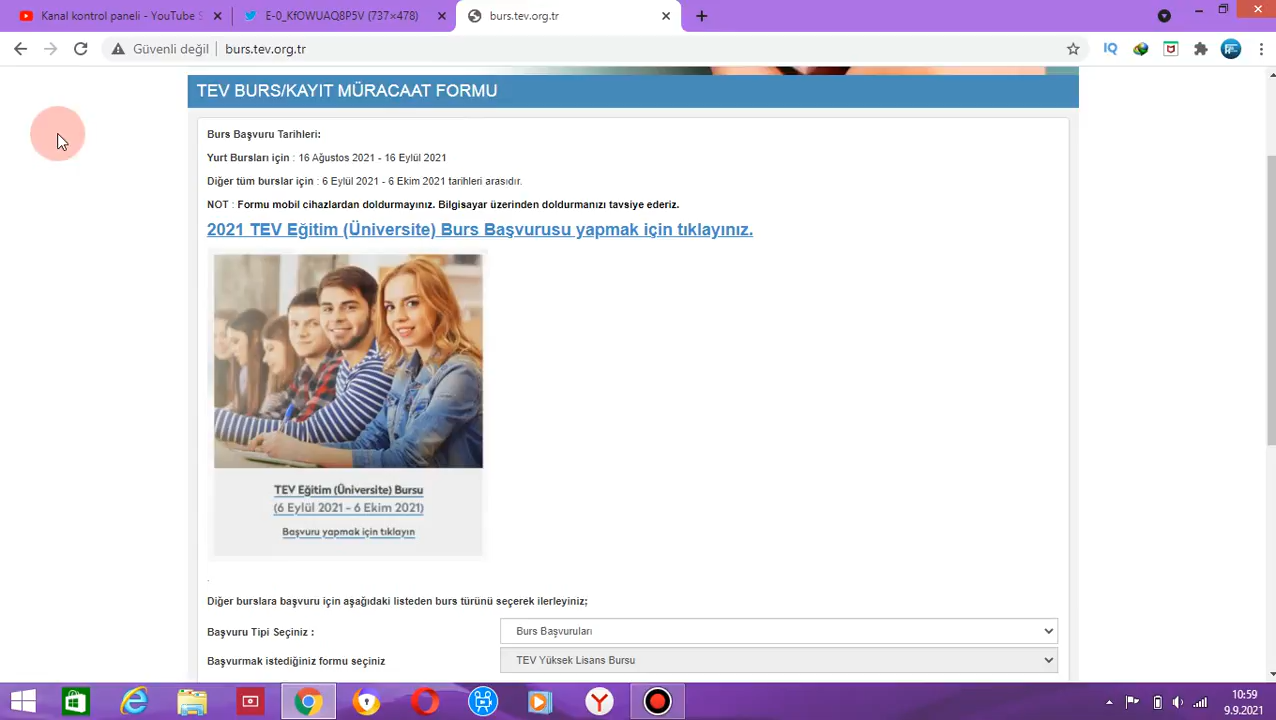 Kanal kontrol paneli - YouTube S
E-0_KfOWUAQ8P5V (737×478)
burs.tev.org.tr
Güvenli değil
burs.tev.org.tr
IQ
TEV BURS/KAYIT MÜRACAAT FORMU
Burs Başvuru Tarihleri:
Yurt Bursları için : 16 Ağustos 2021 - 16 Eylül 2021
Diğer tüm burslar için : 6 Eylül 2021 - 6 Ekim 2021 tarihleri arasıdır.
NOT : Formu mobil cihazlardan doldurmayınız. Bilgisayar üzerinden doldurmanızı tavsiye ederiz.
2021 TEV Eğitim (Üniversite) Burs Başvurusu yapmak için tıklayınız.
TEV Eğitim (Üniversite) Bursu
(6 Eylül 2021 - 6 Ekim 2021)
Başvuru yapmak için tıklayın
.
Diğer burslara başvuru için aşağıdaki listeden burs türünü seçerek ilerleyiniz;
Başvuru Tipi Seçiniz :
Burs Başvuruları
Başvurmak istediğiniz formu seçiniz
TEV Yüksek Lisans Bursu
10:59
9.9.2021